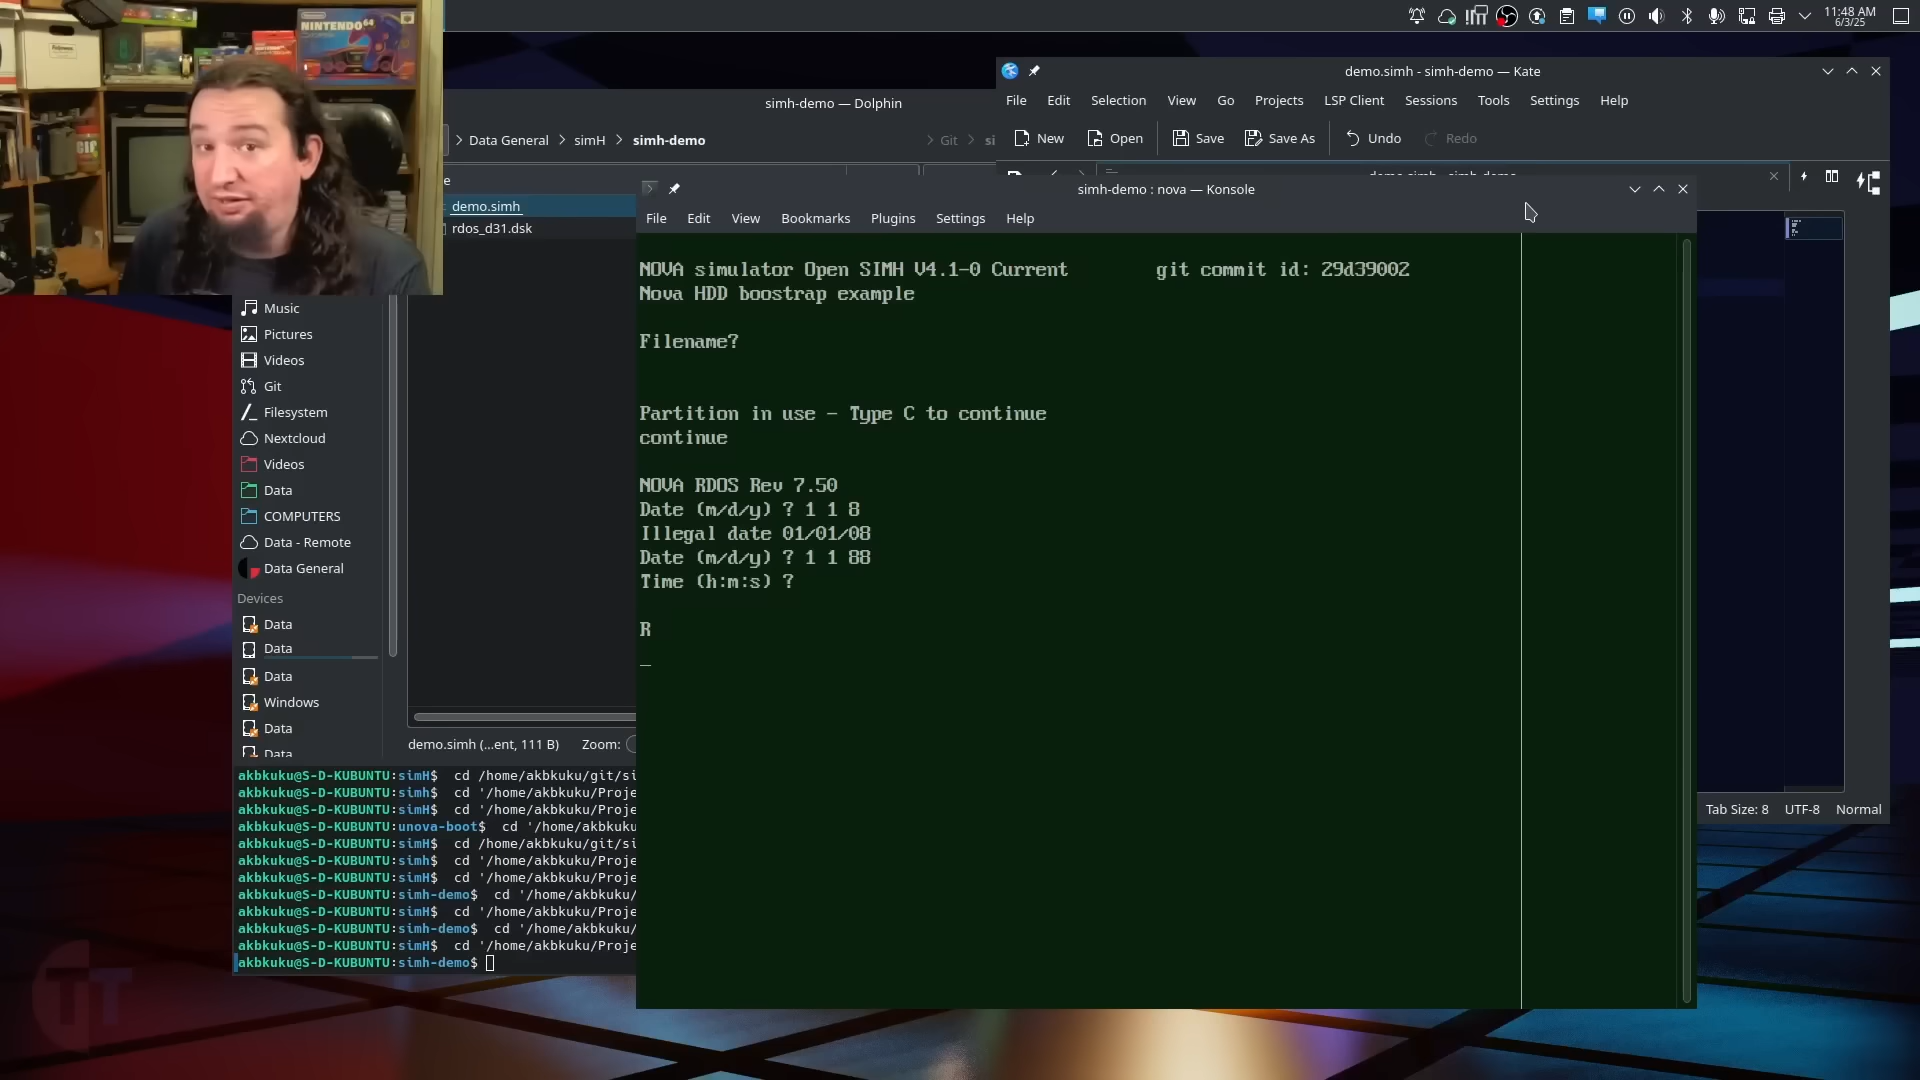 NINTENDO 64
11:48 AM
6/3/25
demo.simh - simh-demo — Kate
File Edit Selection View Go Projects LSP Client Sessions Tools Settings Help
New Open Save Save As Undo Redo
simh-demo — Dolphin
Data General simH simh-demo
Git si
demo.simh
rdos_d31.dsk
Music
Pictures
Videos
Git
Filesystem
Nextcloud
Videos
Data
COMPUTERS
Data - Remote
Data General
Devices
Data
Data
Data
Windows
Data
Data
demo.simh (...ent, 111 B) Zoom:
simh-demo : nova — Konsole
File Edit View Bookmarks Plugins Settings Help
NOVA simulator Open SIMH V4.1-0 Current git commit id: 29d39002
Nova HDD boostrap example
Filename?
Partition in use - Type C to continue
continue
NOVA RDOS Rev 7.50
Date (m/d/y) ? 1 1 8
Illegal date 01/01/08
Date (m/d/y) ? 1 1 88
Time (h:m:s) ?
R
akbkuku@S-D-KUBUNTU:simH$ cd /home/akbkuku/git/si
akbkuku@S-D-KUBUNTU:simh$ cd '/home/akbkuku/Proje
akbkuku@S-D-KUBUNTU:simH$ cd '/home/akbkuku/Proje
akbkuku@S-D-KUBUNTU:unova-boot$ cd '/home/akbkuku
akbkuku@S-D-KUBUNTU:simH$ cd /home/akbkuku/git/si
akbkuku@S-D-KUBUNTU:simh$ cd '/home/akbkuku/Proje
akbkuku@S-D-KUBUNTU:simH$ cd '/home/akbkuku/Proje
akbkuku@S-D-KUBUNTU:simh-demo$ cd '/home/akbkuku/
akbkuku@S-D-KUBUNTU:simH$ cd '/home/akbkuku/Proje
akbkuku@S-D-KUBUNTU:simh-demo$ cd '/home/akbkuku/
akbkuku@S-D-KUBUNTU:simH$ cd '/home/akbkuku/Proje
akbkuku@S-D-KUBUNTU:simh-demo$
Tab Size: 8 UTF-8 Normal
TT